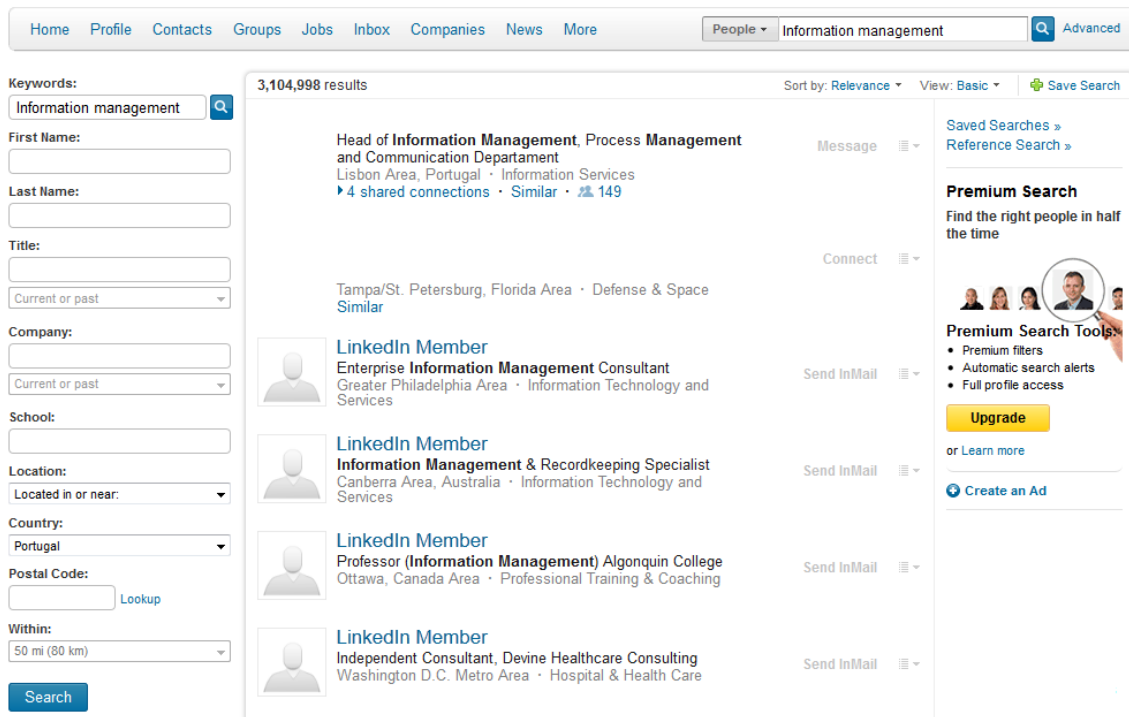 Home Profile Contacts Groups Jobs Inbox Companies News More People Information management Advanced
Keywords:
Information management
First Name:
Last Name:
Title:
Current or past
Company:
Current or past
School:
Location:
Located in or near:
Country:
Portugal
Postal Code:
Lookup
Within:
50 mi (80 km)
Search
3,104,998 results Sort by: Relevance View: Basic Save Search
Head of Information Management, Process Management
and Communication Departament
Lisbon Area, Portugal · Information Services
4 shared connections · Similar · 149
Message
Connect
Tampa/St. Petersburg, Florida Area · Defense & Space
Similar
LinkedIn Member
Enterprise Information Management Consultant
Greater Philadelphia Area · Information Technology and
Services
Send InMail
LinkedIn Member
Information Management & Recordkeeping Specialist
Canberra Area, Australia · Information Technology and
Services
Send InMail
LinkedIn Member
Professor (Information Management) Algonquin College
Ottawa, Canada Area · Professional Training & Coaching
Send InMail
LinkedIn Member
Independent Consultant, Devine Healthcare Consulting
Washington D.C. Metro Area · Hospital & Health Care
Send InMail
Saved Searches »
Reference Search »
Premium Search
Find the right people in half
the time
Premium Search Tools:
• Premium filters
• Automatic search alerts
• Full profile access
Upgrade
or Learn more
Create an Ad